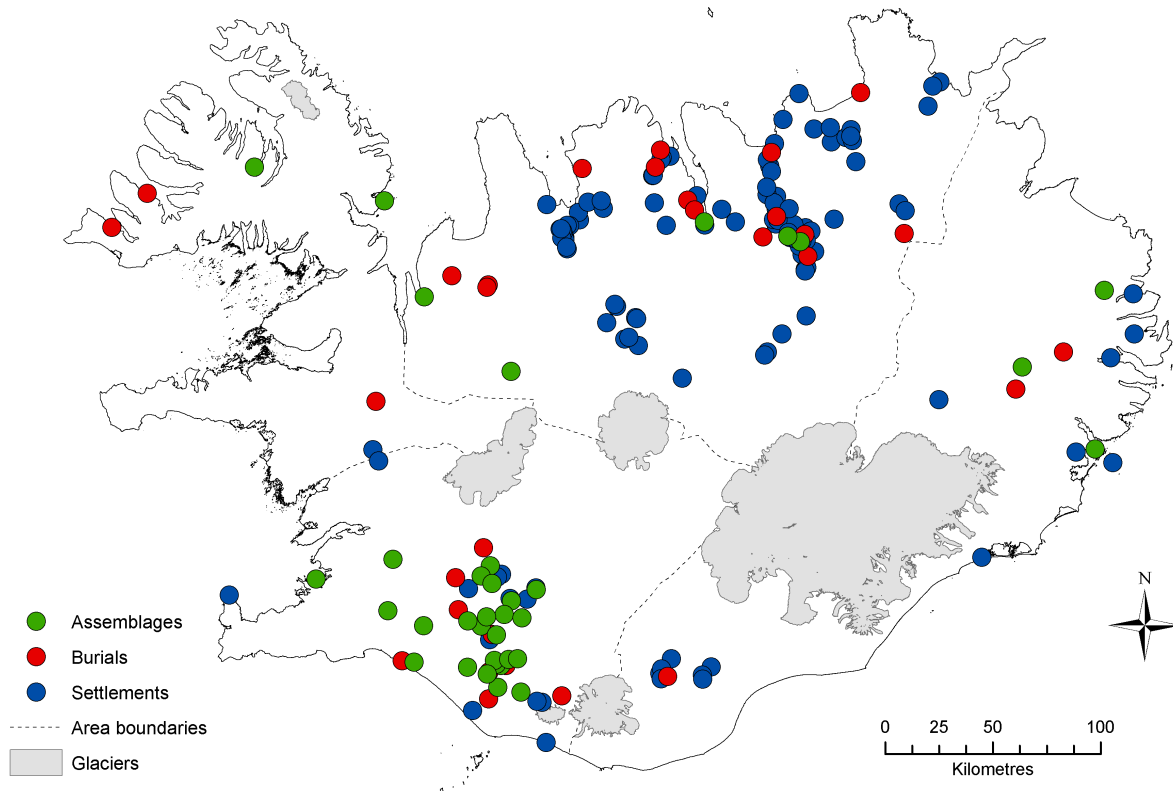 N
Assemblages
Burials
Settlements
Area boundaries
Glaciers
0 25 50 100
Kilometres